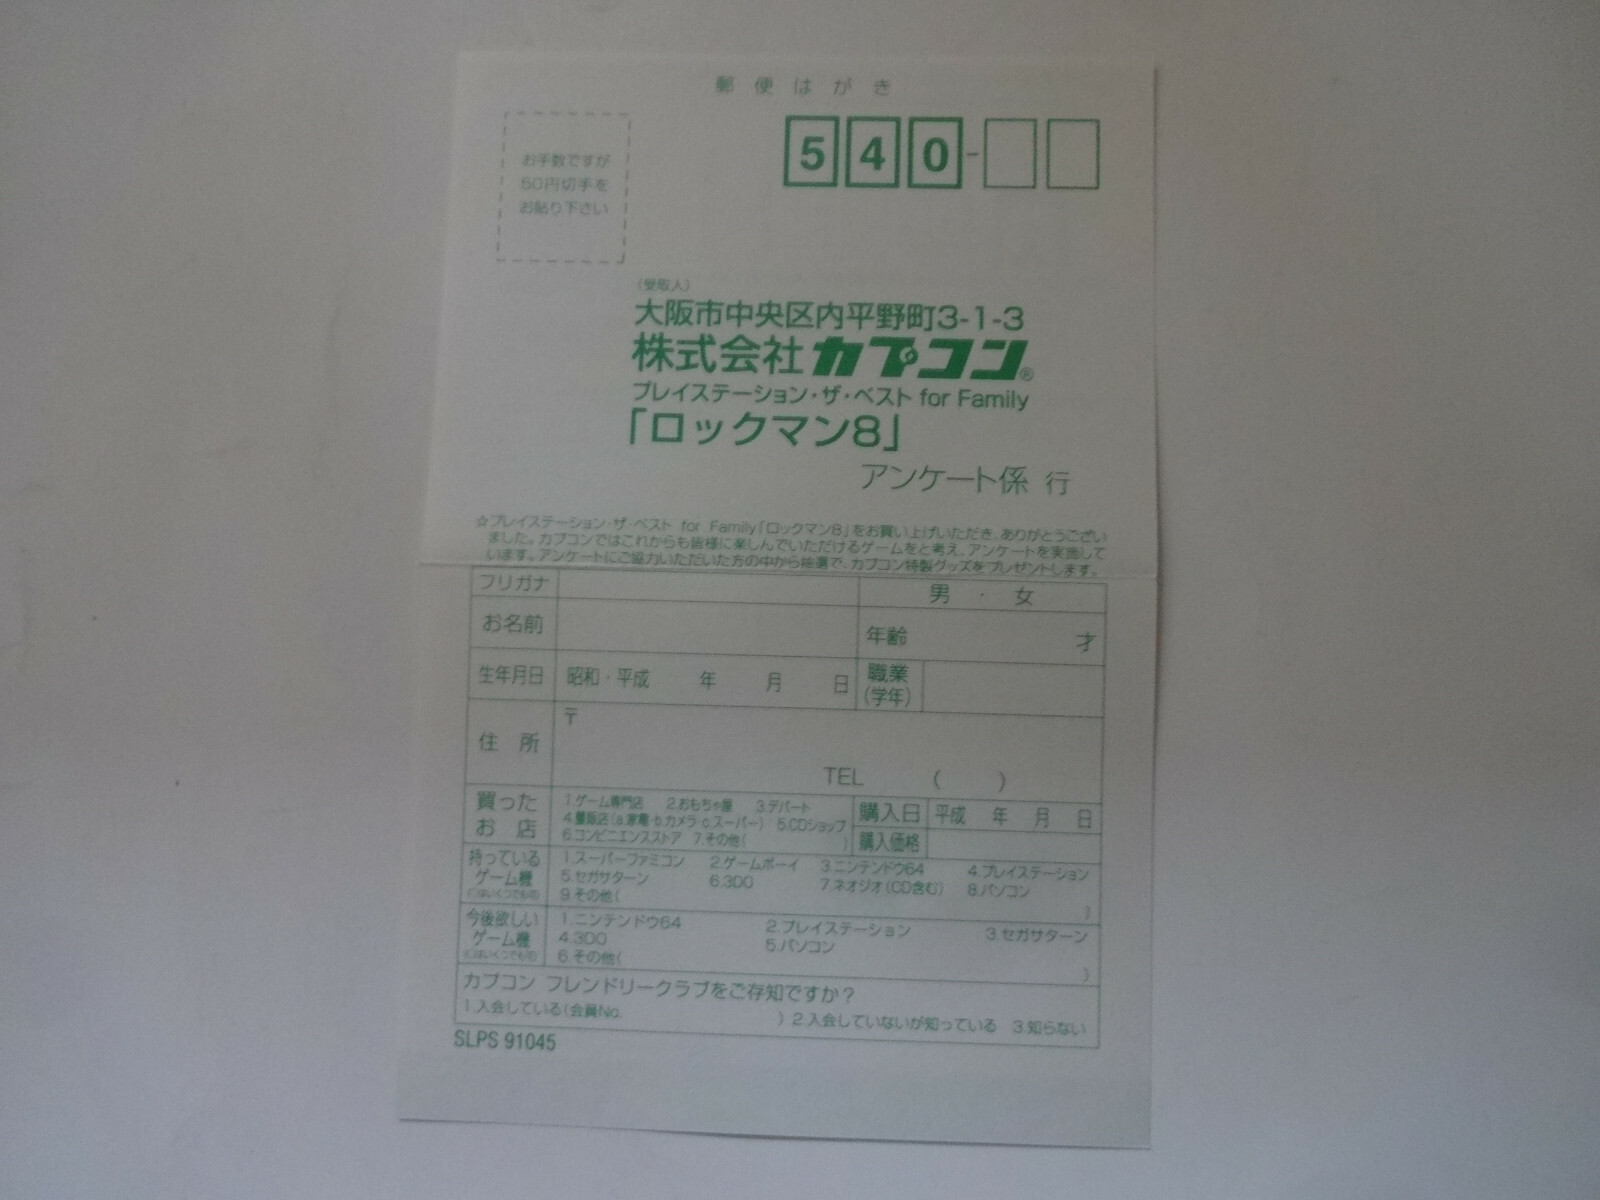 郵便はがき
540-
お手数ですが
50円切手を
お貼り下さい
(受取人)
大阪市中央区内平野町3-1-3
株式会社カプコン®
プレイステーション・ザ・ベスト for Family
「ロックマン8」
アンケート係 行
☆プレイステーション・ザ・ベスト for Family「ロックマン8」をお買い上げいただき、ありがとうござい
ました。カプコンではこれからも皆様に楽しんでいただけるゲームをと考え、アンケートを実施して
います。アンケートにご協力いただいた方の中から抽選で、カプコン特製グッズをプレゼントします。
フリガナ
男・女
お名前
年齢 才
生年月日 昭和・平成 年 月 日
職業
(学年)
住所 〒
TEL ( )
買った
お店
1.ゲーム専門店 2.おもちゃ屋 3.デパート
4.量販店(a.家電・b.カメラ・c.スーパー) 5.CDショップ
6.コンビニエンスストア 7.その他( )
購入日 平成 年 月 日
購入価格
持っている
ゲーム機
(○はいくつでも可)
1.スーパーファミコン 2.ゲームボーイ 3.ニンテンドウ64 4.プレイステーション
5.セガサターン 6.3DO 7.ネオジオ(CD含む) 8.パソコン
9.その他( )
今後欲しい
ゲーム機
(○はいくつでも可)
1.ニンテンドウ64 2.プレイステーション 3.セガサターン
4.3DO 5.パソコン
6.その他( )
カプコン フレンドリークラブをご存知ですか？
1.入会している(会員No. ) 2.入会していないが知っている 3.知らない
SLPS 91045